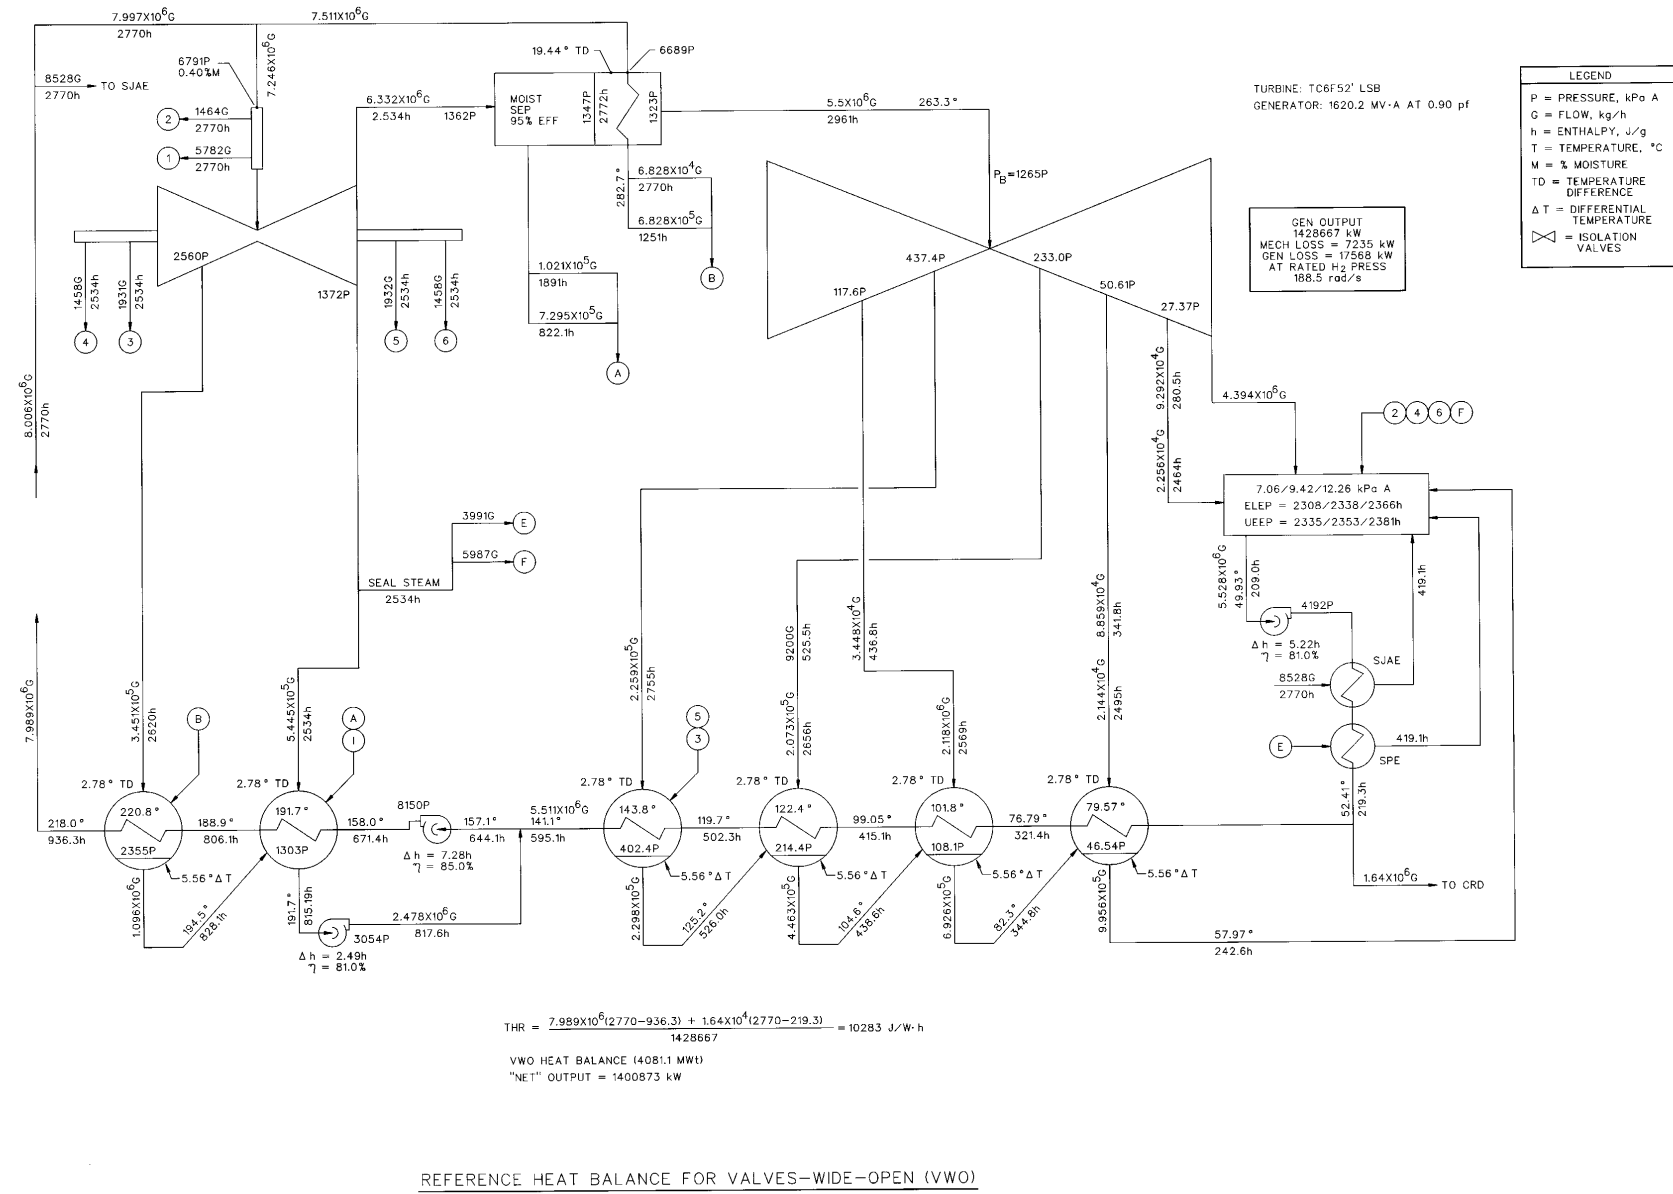 7.997X10⁶G
2770h
7.511X10⁶G
7.246X10⁶G
6791P
0.40%M
8528G
2770h
TO SJAE
2
1464G
2770h
1
5782G
2770h
6.332X10⁶G
2.534h
1362P
19.44° TD
6689P
MOIST
SEP
95% EFF
1347P
2772h
1323P
5.5X10⁶G
263.3°
2961h
TURBINE: TC6F52' LSB
GENERATOR: 1620.2 MV·A AT 0.90 pf
LEGEND
P = PRESSURE, kPa A
G = FLOW, kg/h
h = ENTHALPY, J/g
T = TEMPERATURE, °C
M = % MOISTURE
TD = TEMPERATURE
DIFFERENCE
Δ T = DIFFERENTIAL
TEMPERATURE
= ISOLATION
VALVES
282.7°
6.828X10⁴G
2770h
6.828X10⁵G
1251h
B
1.021X10⁵G
1891h
7.295X10⁵G
822.1h
A
P_B=1265P
GEN OUTPUT
1428667 kW
MECH LOSS = 7235 kW
GEN LOSS = 17568 kW
AT RATED H₂ PRESS
188.5 rad/s
2560P
1372P
1458G
2534h
4
1931G
2534h
3
1932G
2534h
5
1458G
2534h
6
437.4P
233.0P
117.6P
50.61P
27.37P
8.006X10⁶G
2770h
9.292X10⁴G
280.5h
2.256X10⁴G
2464h
4.394X10⁶G
2 4 6 F
7.06/9.42/12.26 kPa A
ELEP = 2308/2338/2366h
UEEP = 2335/2353/2381h
3991G
E
5987G
F
SEAL STEAM
2534h
5.528X10⁶G
49.93°
209.0h
4192P
Δ h = 5.22h
η = 81.0%
419.1h
SJAE
8528G
2770h
E
419.1h
SPE
52.41°
219.3h
7.989X10⁶G
3.451X10⁵G
2620h
B
5.445X10⁵G
2534h
A
1
2.259X10⁵G
2755h
5
3
9200G
525.5h
2.073X10⁵G
2656h
3.448X10⁴G
436.8h
2.118X10⁶G
2569h
8.859X10⁴G
341.8h
2.144X10⁴G
2495h
2.78° TD
2.78° TD
2.78° TD
2.78° TD
2.78° TD
2.78° TD
218.0°
936.3h
220.8°
2355P
188.9°
806.1h
191.7°
1303P
158.0°
671.4h
8150P
157.1°
644.1h
Δ h = 7.28h
η = 85.0%
5.511X10⁶G
141.1°
595.1h
143.8°
402.4P
119.7°
502.3h
122.4°
214.4P
99.05°
415.1h
101.8°
108.1P
76.79°
321.4h
79.57°
46.54P
5.56°Δ T
5.56°Δ T
5.56°Δ T
5.56°Δ T
5.56°Δ T
1.096X10⁶G
194.5°
828.1h
191.7°
815.19h
2.478X10⁶G
817.6h
3054P
Δ h = 2.49h
η = 81.0%
2.298X10⁵G
125.2°
526.0h
4.463X10⁵G
104.6°
438.6h
6.926X10⁵G
82.3°
344.8h
9.956X10⁵G
57.97°
242.6h
1.64X10⁶G
TO CRD
THR = 7.989X10⁶(2770-936.3) + 1.64X10⁴(2770-219.3) = 10283 J/W·h
1428667
VWO HEAT BALANCE (4081.1 MWt)
"NET" OUTPUT = 1400873 kW
REFERENCE HEAT BALANCE FOR VALVES-WIDE-OPEN (VWO)